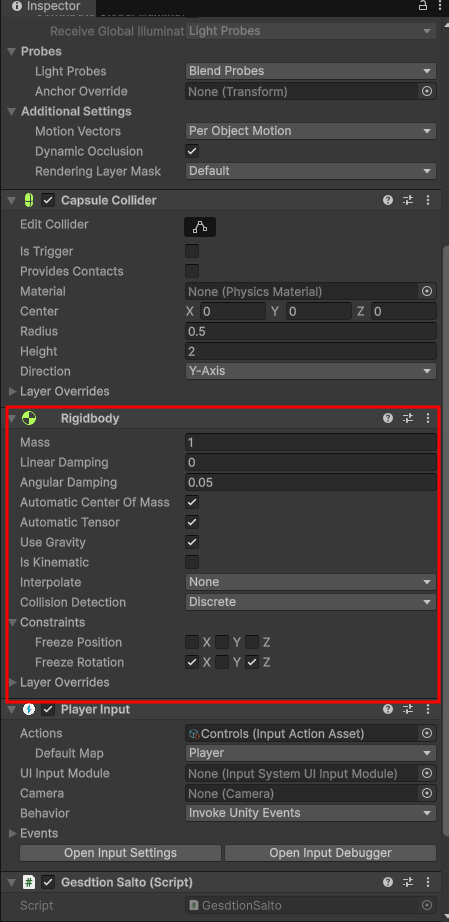 Inspector
Receive Global Illuminat Light Probes
Probes
Light Probes Blend Probes
Anchor Override None (Transform)
Additional Settings
Motion Vectors Per Object Motion
Dynamic Occlusion
Rendering Layer Mask Default
Capsule Collider
Edit Collider
Is Trigger
Provides Contacts
Material None (Physics Material)
Center X 0 Y 0 Z 0
Radius 0.5
Height 2
Direction Y-Axis
Layer Overrides
Rigidbody
Mass 1
Linear Damping 0
Angular Damping 0.05
Automatic Center Of Mass
Automatic Tensor
Use Gravity
Is Kinematic
Interpolate None
Collision Detection Discrete
Constraints
Freeze Position X Y Z
Freeze Rotation X Y Z
Layer Overrides
Player Input
Actions Controls (Input Action Asset)
Default Map Player
UI Input Module None (Input System UI Input Module)
Camera None (Camera)
Behavior Invoke Unity Events
Events
Open Input Settings Open Input Debugger
# Gesdtion Salto (Script)
Script # GesdtionSalto